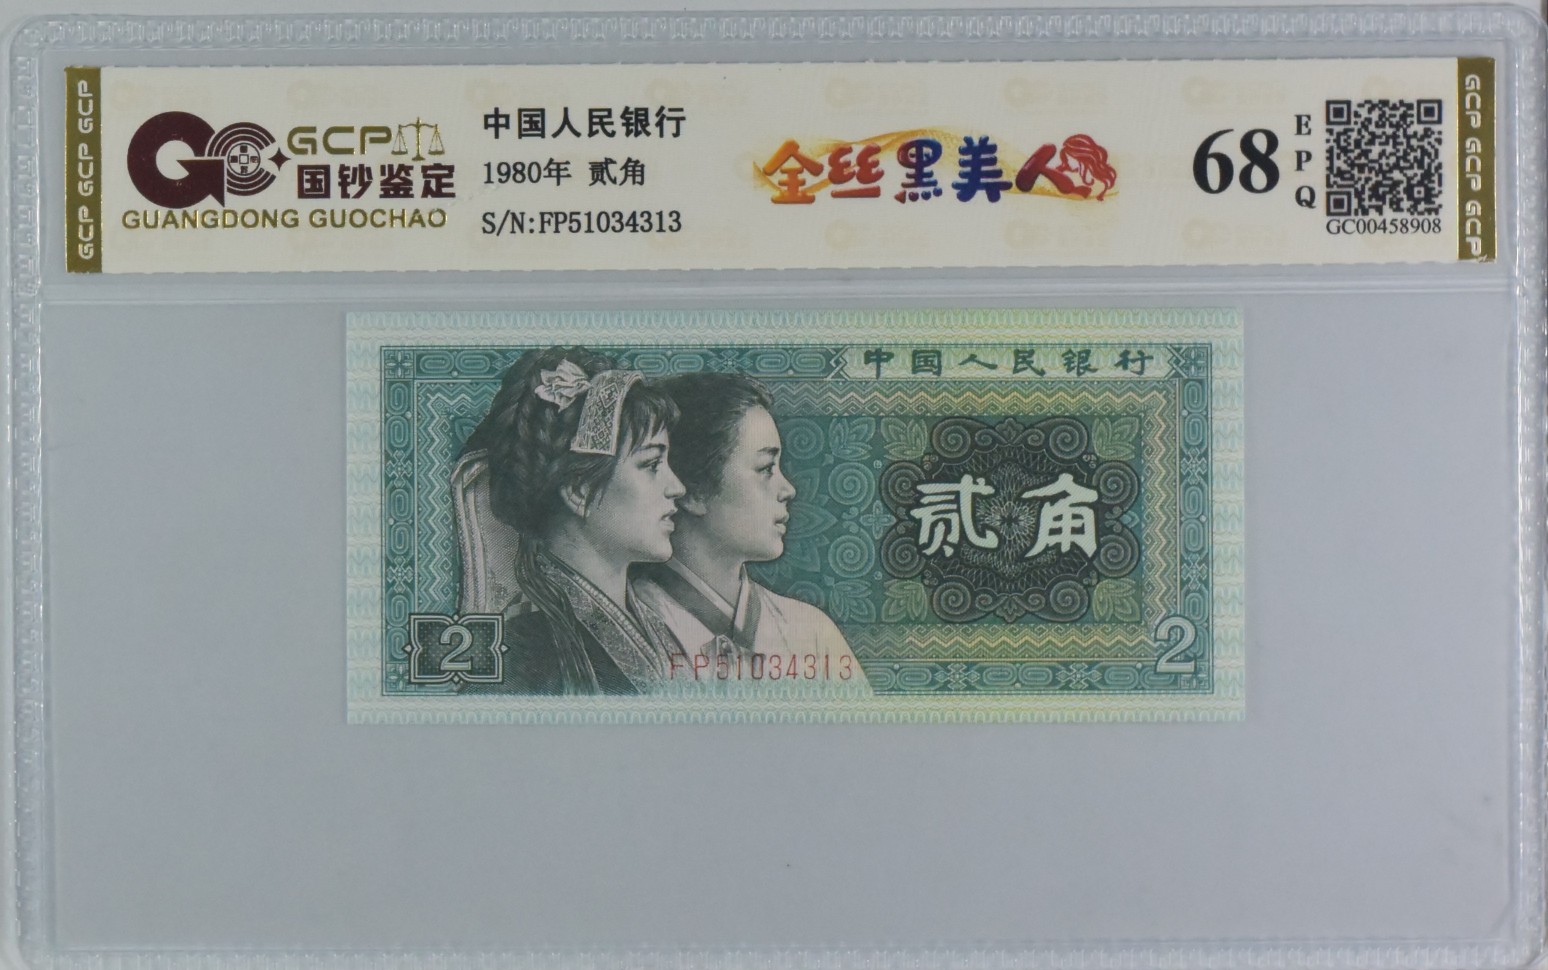 GCP GCP GCP
GCP
国钞鉴定
GUANGDONG GUOCHAO
中国人民银行
1980年 贰角
S/N:FP51034313
金丝黑美人
68
EPQ
GC00458908
GCP GCP GCP
中国人民银行
贰角
2
FP51034313
2